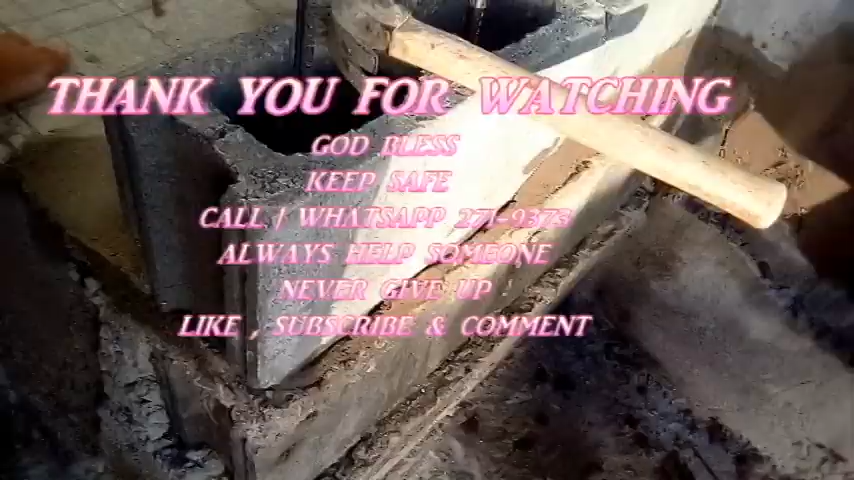 THANK YOU FOR WATCHING
GOD BLESS
KEEP SAFE
CALL / WHATSAPP 271-9373
ALWAYS HELP SOMEONE
NEVER GIVE UP
LIKE , SUBSCRIBE & COMMENT